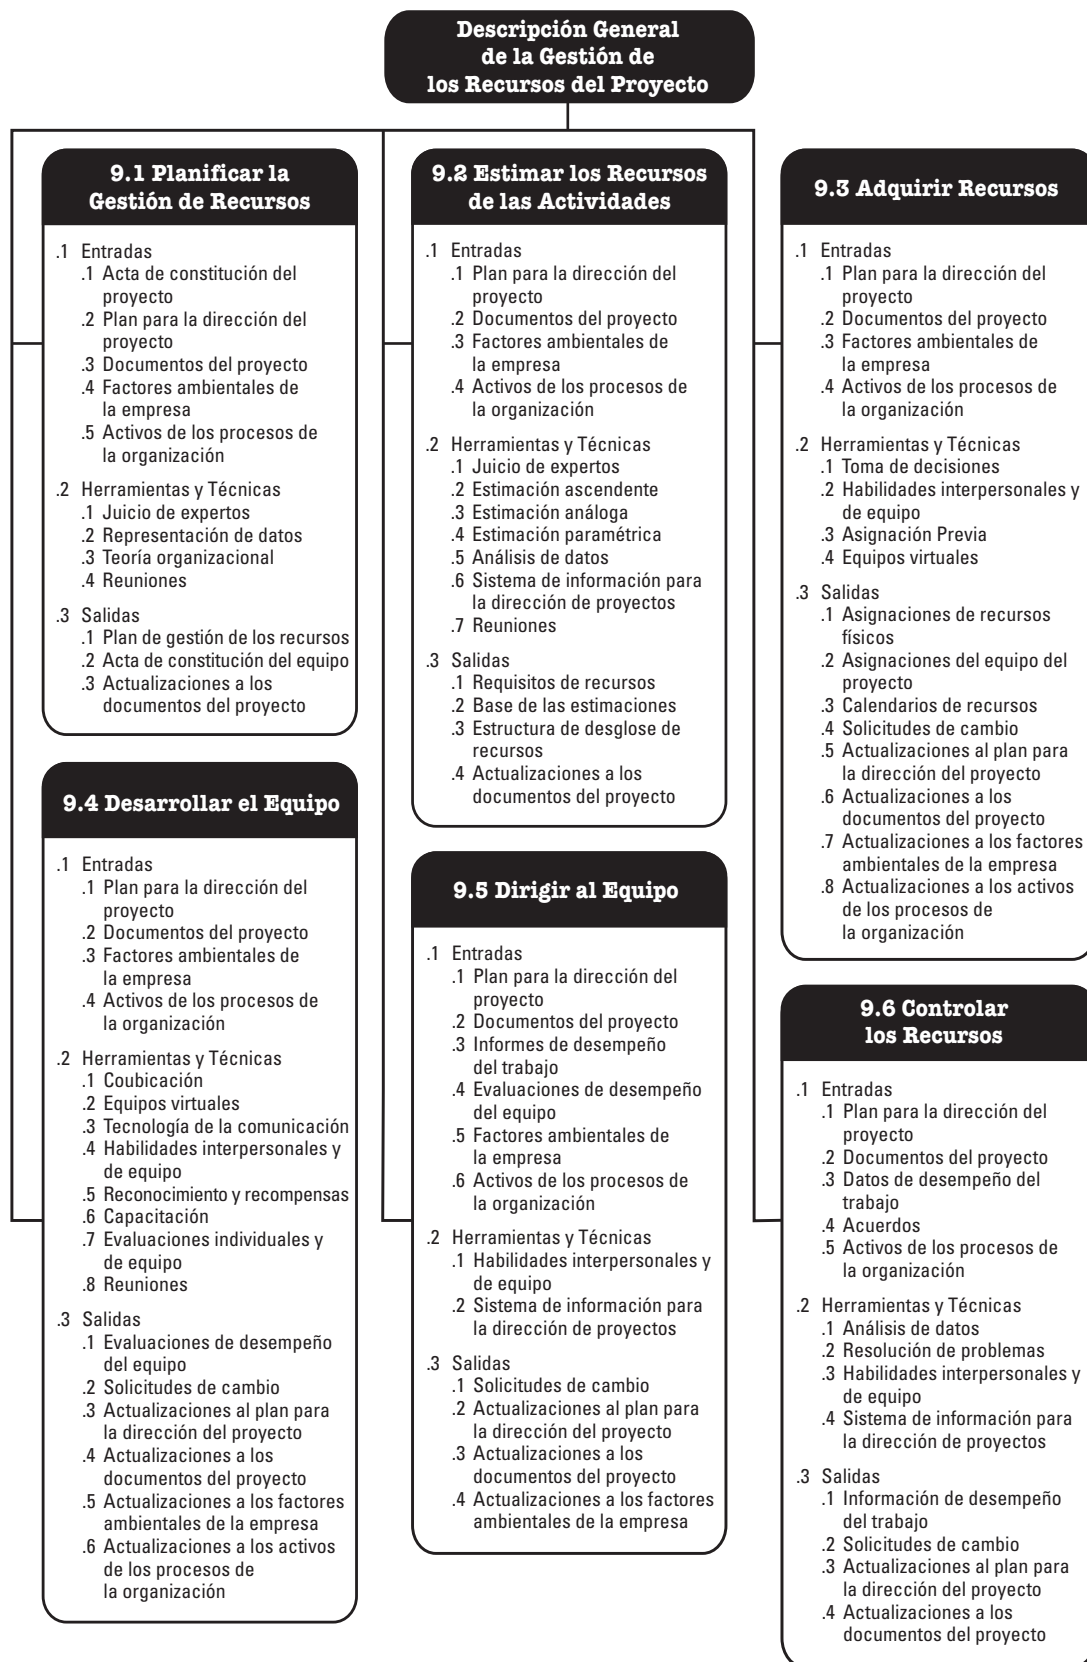 Descripción General
de la Gestión de
los Recursos del Proyecto
9.1 Planificar la
Gestión de Recursos
.1 Entradas
.1 Acta de constitución del
proyecto
.2 Plan para la dirección del
proyecto
.3 Documentos del proyecto
.4 Factores ambientales de
la empresa
.5 Activos de los procesos de
la organización
.2 Herramientas y Técnicas
.1 Juicio de expertos
.2 Representación de datos
.3 Teoría organizacional
.4 Reuniones
.3 Salidas
.1 Plan de gestión de los recursos
.2 Acta de constitución del equipo
.3 Actualizaciones a los
documentos del proyecto
9.2 Estimar los Recursos
de las Actividades
.1 Entradas
.1 Plan para la dirección del
proyecto
.2 Documentos del proyecto
.3 Factores ambientales de
la empresa
.4 Activos de los procesos de
la organización
.2 Herramientas y Técnicas
.1 Juicio de expertos
.2 Estimación ascendente
.3 Estimación análoga
.4 Estimación paramétrica
.5 Análisis de datos
.6 Sistema de información para
la dirección de proyectos
.7 Reuniones
.3 Salidas
.1 Requisitos de recursos
.2 Base de las estimaciones
.3 Estructura de desglose de
recursos
.4 Actualizaciones a los
documentos del proyecto
9.3 Adquirir Recursos
.1 Entradas
.1 Plan para la dirección del
proyecto
.2 Documentos del proyecto
.3 Factores ambientales de
la empresa
.4 Activos de los procesos de
la organización
.2 Herramientas y Técnicas
.1 Toma de decisiones
.2 Habilidades interpersonales y
de equipo
.3 Asignación Previa
.4 Equipos virtuales
.3 Salidas
.1 Asignaciones de recursos
físicos
.2 Asignaciones del equipo del
proyecto
.3 Calendarios de recursos
.4 Solicitudes de cambio
.5 Actualizaciones al plan para
la dirección del proyecto
.6 Actualizaciones a los
documentos del proyecto
.7 Actualizaciones a los factores
ambientales de la empresa
.8 Actualizaciones a los activos
de los procesos de
la organización
9.4 Desarrollar el Equipo
.1 Entradas
.1 Plan para la dirección del
proyecto
.2 Documentos del proyecto
.3 Factores ambientales de
la empresa
.4 Activos de los procesos de
la organización
.2 Herramientas y Técnicas
.1 Coubicación
.2 Equipos virtuales
.3 Tecnología de la comunicación
.4 Habilidades interpersonales y
de equipo
.5 Reconocimiento y recompensas
.6 Capacitación
.7 Evaluaciones individuales y
de equipo
.8 Reuniones
.3 Salidas
.1 Evaluaciones de desempeño
del equipo
.2 Solicitudes de cambio
.3 Actualizaciones al plan para
la dirección del proyecto
.4 Actualizaciones a los
documentos del proyecto
.5 Actualizaciones a los factores
ambientales de la empresa
.6 Actualizaciones a los activos
de los procesos de
la organización
9.5 Dirigir al Equipo
.1 Entradas
.1 Plan para la dirección del
proyecto
.2 Documentos del proyecto
.3 Informes de desempeño
del trabajo
.4 Evaluaciones de desempeño
del equipo
.5 Factores ambientales de
la empresa
.6 Activos de los procesos de
la organización
.2 Herramientas y Técnicas
.1 Habilidades interpersonales y
de equipo
.2 Sistema de información para
la dirección de proyectos
.3 Salidas
.1 Solicitudes de cambio
.2 Actualizaciones al plan para
la dirección del proyecto
.3 Actualizaciones a los
documentos del proyecto
.4 Actualizaciones a los factores
ambientales de la empresa
9.6 Controlar
los Recursos
.1 Entradas
.1 Plan para la dirección del
proyecto
.2 Documentos del proyecto
.3 Datos de desempeño del
trabajo
.4 Acuerdos
.5 Activos de los procesos de
la organización
.2 Herramientas y Técnicas
.1 Análisis de datos
.2 Resolución de problemas
.3 Habilidades interpersonales y
de equipo
.4 Sistema de información para
la dirección de proyectos
.3 Salidas
.1 Información de desempeño
del trabajo
.2 Solicitudes de cambio
.3 Actualizaciones al plan para
la dirección del proyecto
.4 Actualizaciones a los
documentos del proyecto